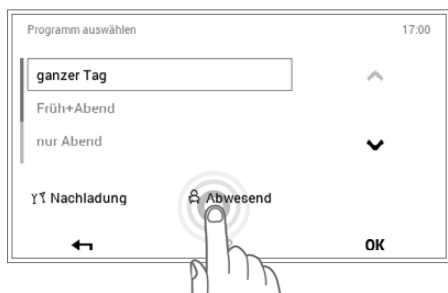 Programm auswählen 17:00
ganzer Tag
Früh+Abend
nur Abend
Nachladung Abwesend
OK